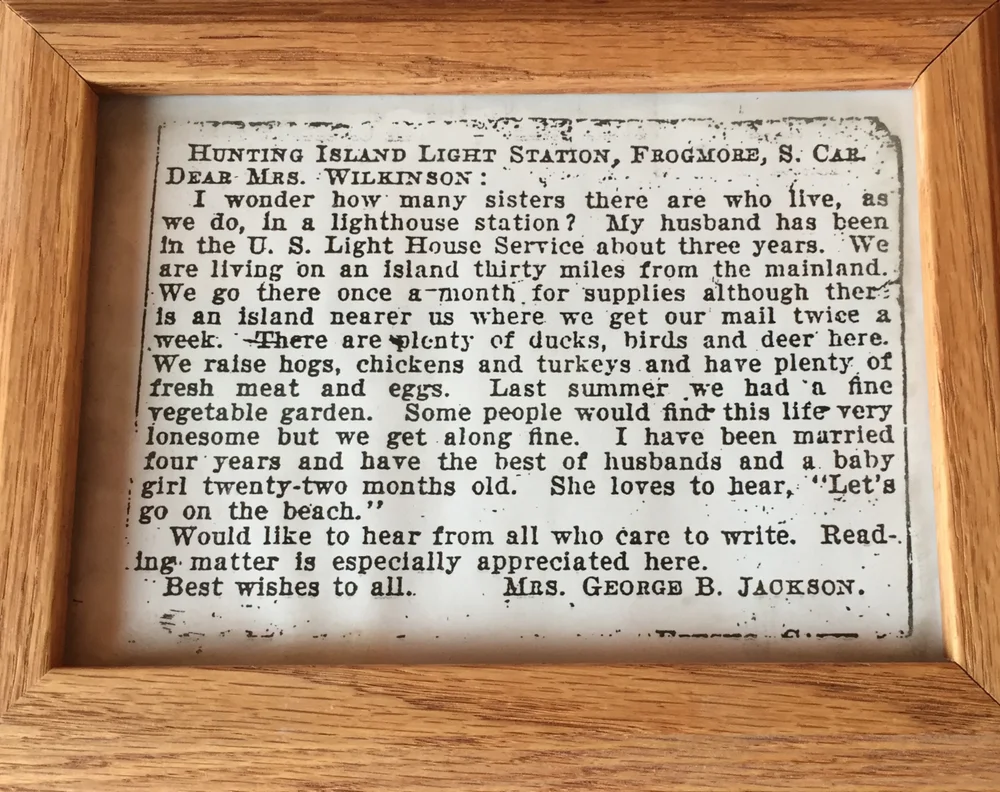 HUNTING ISLAND LIGHT STATION, FROGMORE, S. CAR.
DEAR MRS. WILKINSON:
I wonder how many sisters there are who live, as
we do, in a lighthouse station? My husband has been
in the U. S. Light House Service about three years. We
are living on an island thirty miles from the mainland.
We go there once a month for supplies although there
is an island nearer us where we get our mail twice a
week. There are plenty of ducks, birds and deer here.
We raise hogs, chickens and turkeys and have plenty of
fresh meat and eggs. Last summer we had a fine
vegetable garden. Some people would find this life very
lonesome but we get along fine. I have been married
four years and have the best of husbands and a baby
girl twenty-two months old. She loves to hear, "Let's
go on the beach."
Would like to hear from all who care to write. Read-
ing matter is especially appreciated here.
Best wishes to all. MRS. GEORGE B. JACKSON.